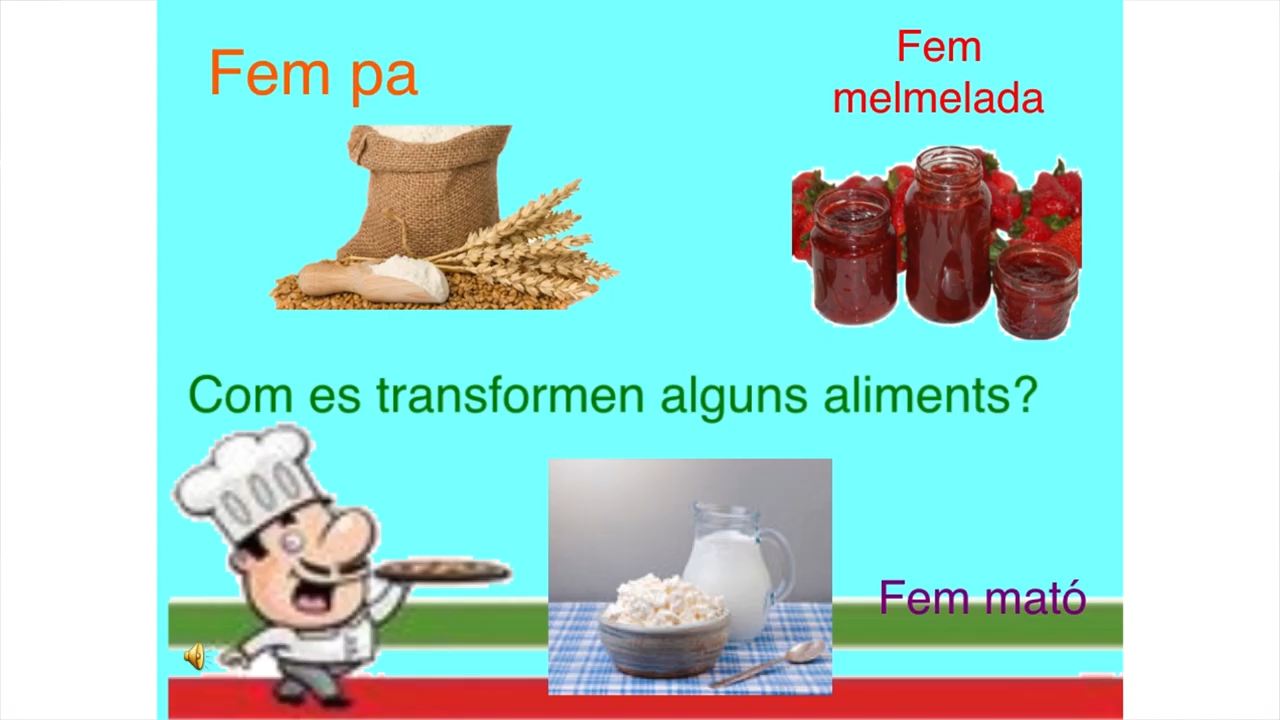 Fem pa
Fem
melmelada
Com es transformen alguns aliments?
Fem mató